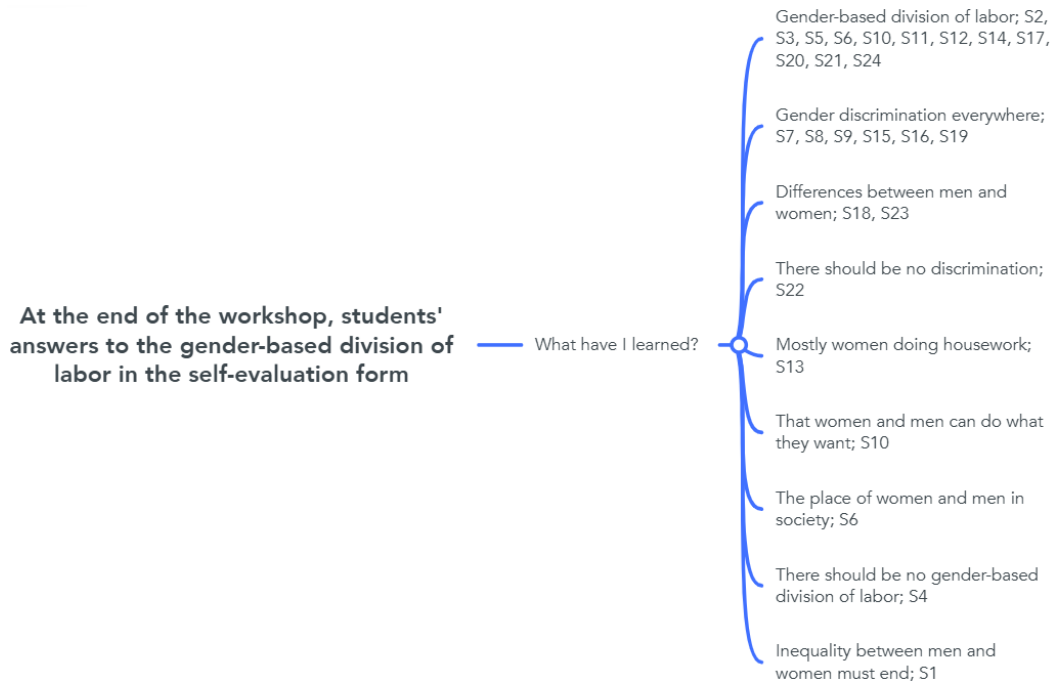 At the end of the workshop, students'
answers to the gender-based division of
labor in the self-evaluation form
What have I learned?
Gender-based division of labor; S2,
S3, S5, S6, S10, S11, S12, S14, S17,
S20, S21, S24
Gender discrimination everywhere;
S7, S8, S9, S15, S16, S19
Differences between men and
women; S18, S23
There should be no discrimination;
S22
Mostly women doing housework;
S13
That women and men can do what
they want; S10
The place of women and men in
society; S6
There should be no gender-based
division of labor; S4
Inequality between men and
women must end; S1